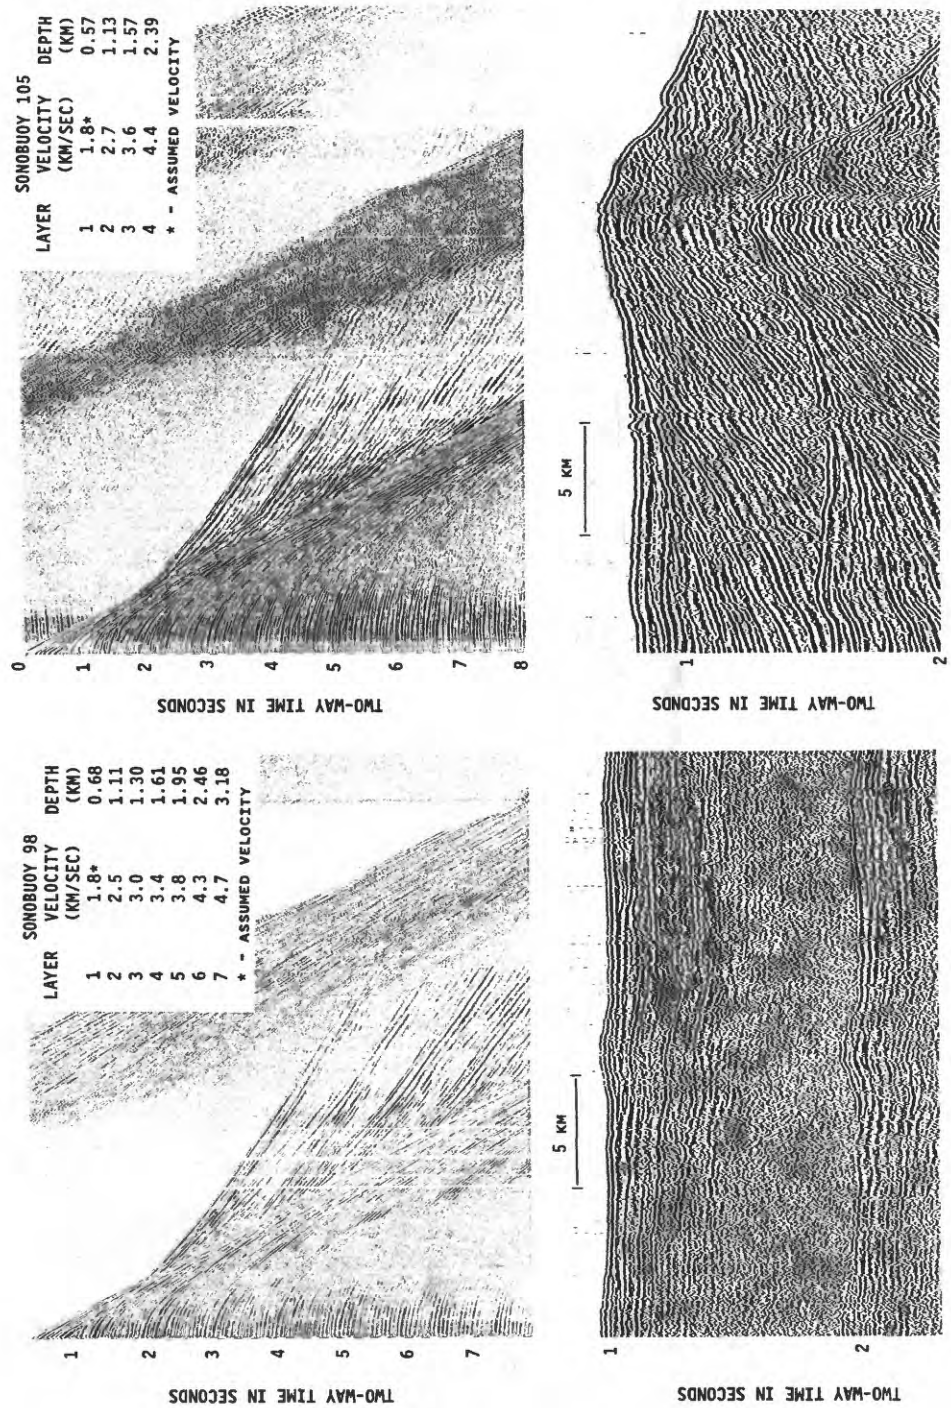 SONOBUOY 98
LAYER VELOCITY DEPTH
(KM/SEC) (KM)
1 1.8* 0.68
2 2.5 1.11
3 3.0 1.30
4 3.4 1.61
5 3.8 1.95
6 4.3 2.46
7 4.7 3.18
* - ASSUMED VELOCITY
1
2
3
4
5
6
7
TWO-WAY TIME IN SECONDS
5 KM
1
2
TWO-WAY TIME IN SECONDS
SONOBUOY 105
LAYER VELOCITY DEPTH
(KM/SEC) (KM)
1 1.8* 0.57
2 2.7 1.13
3 3.6 1.57
4 4.4 2.39
* - ASSUMED VELOCITY
0
1
2
3
4
5
6
7
8
TWO-WAY TIME IN SECONDS
5 KM
1
2
TWO-WAY TIME IN SECONDS